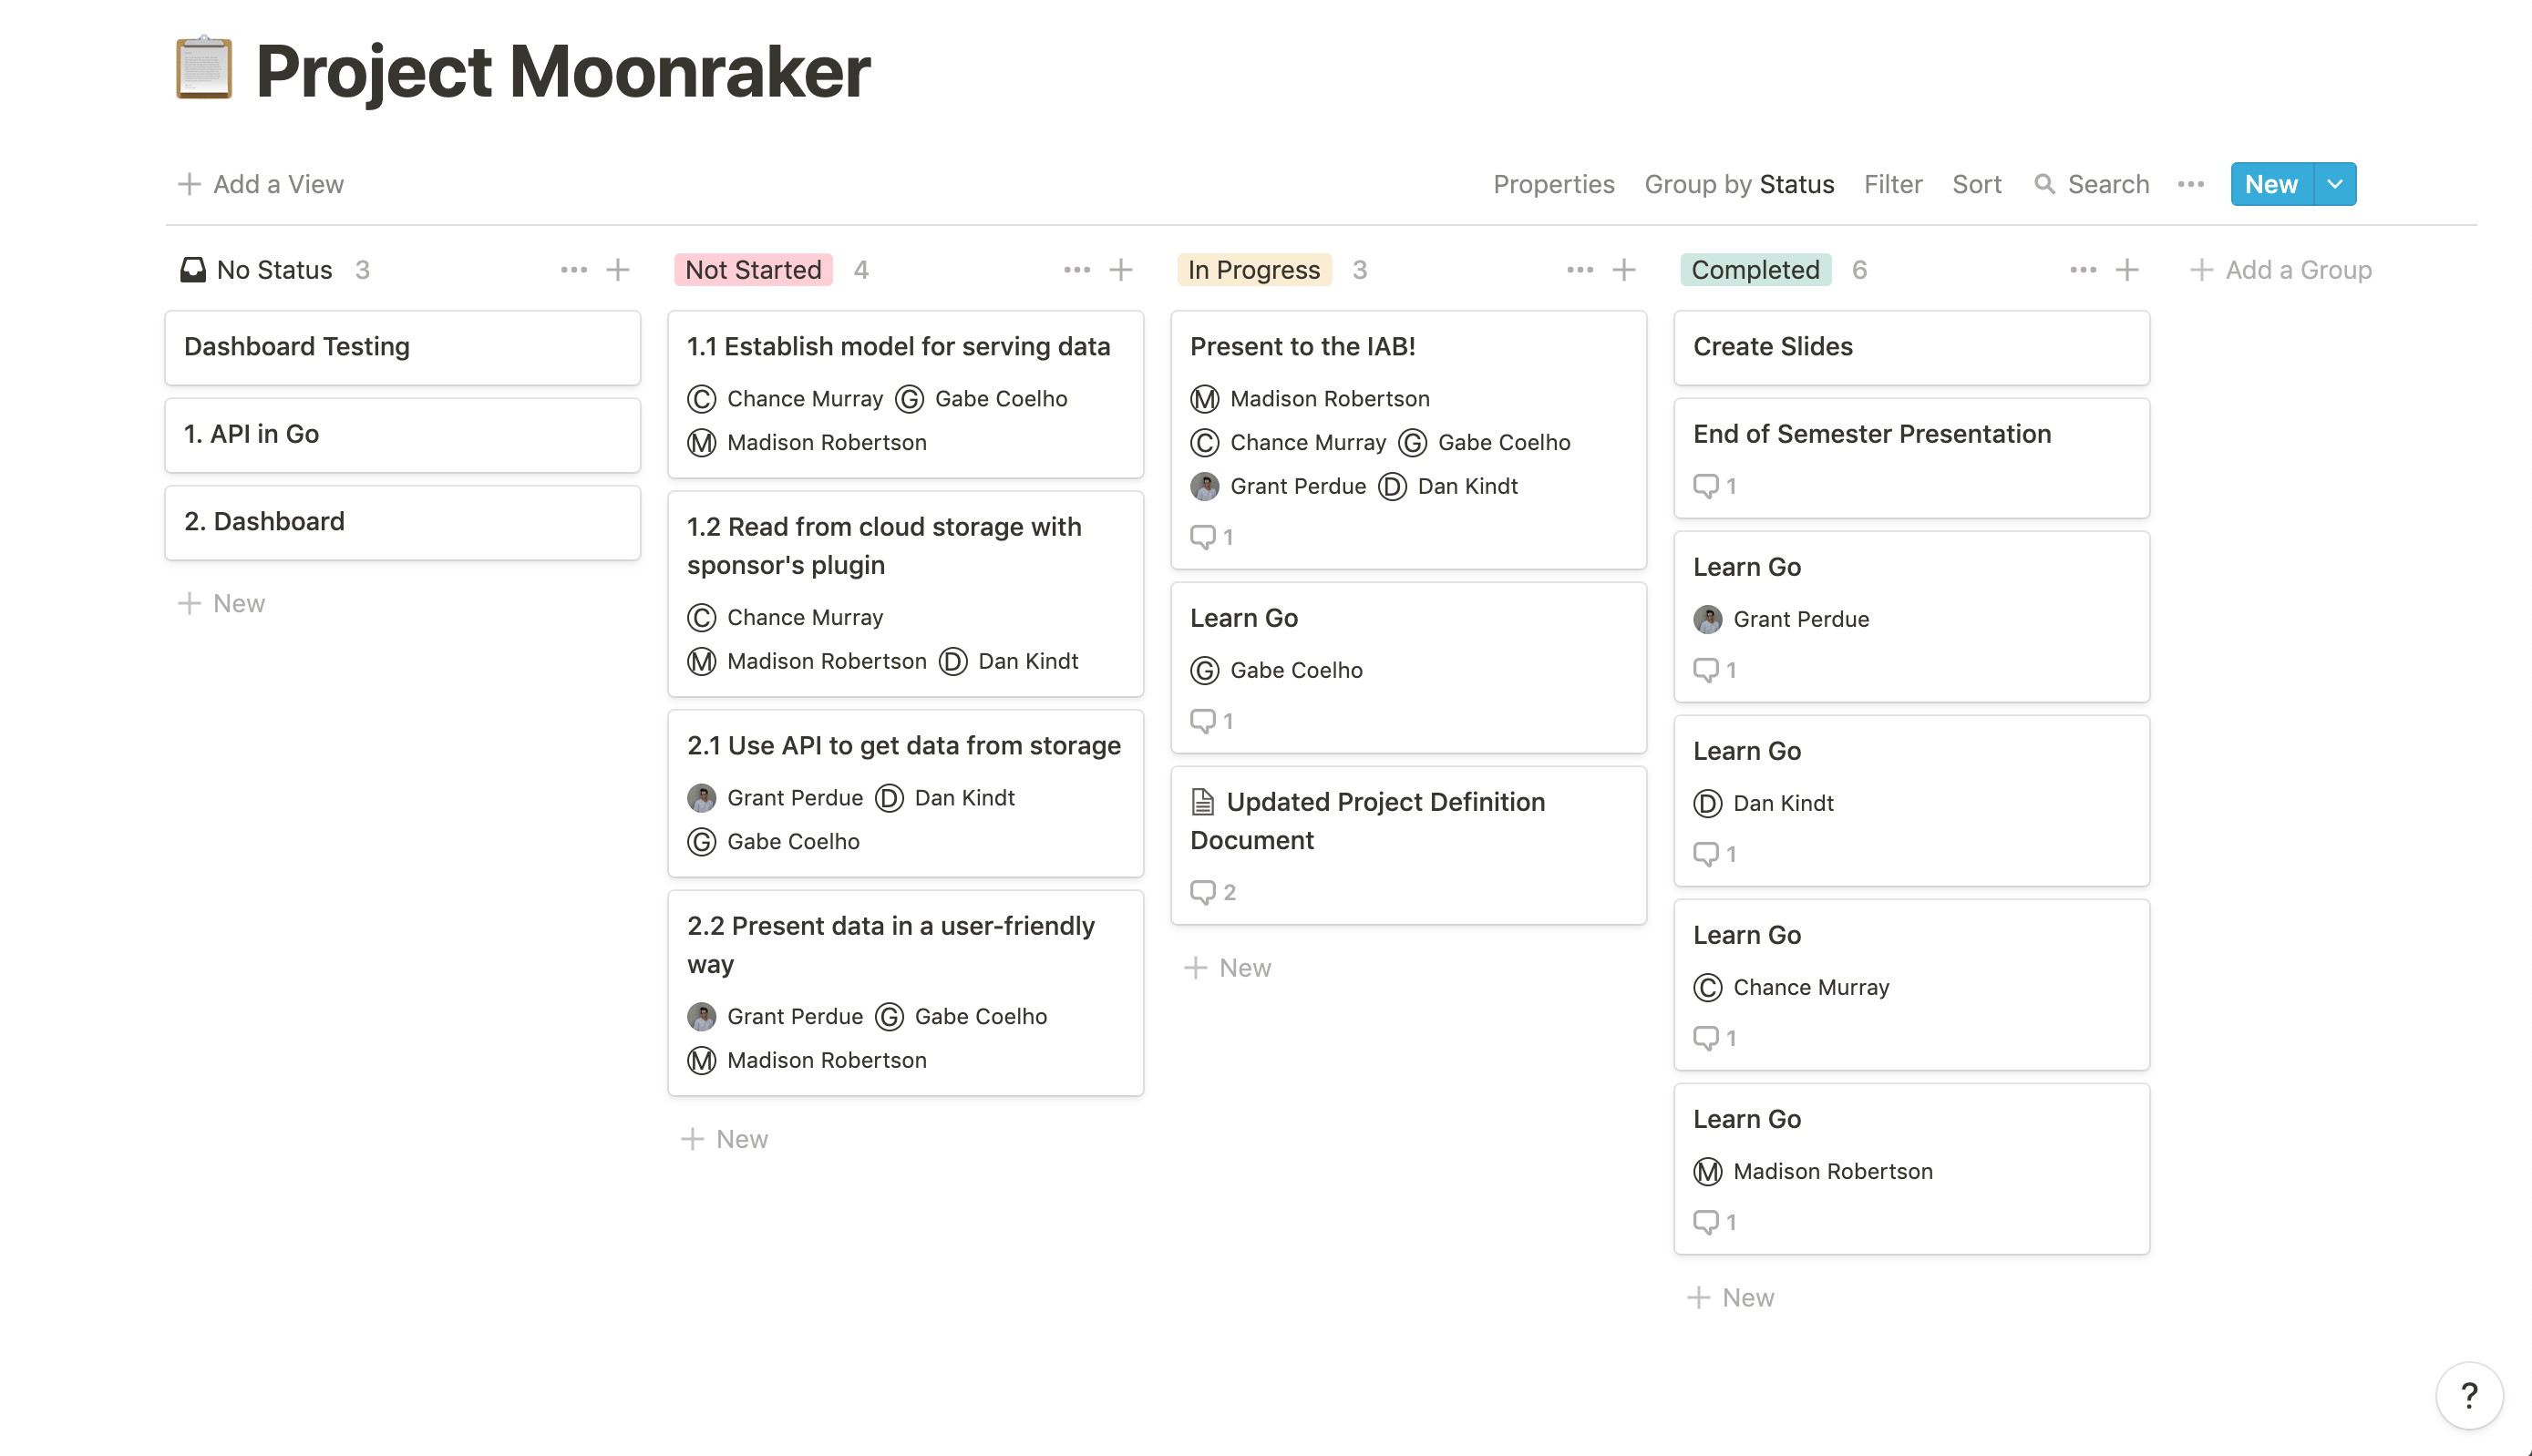 Project Moonraker
Add a View
Properties Group by Status Filter Sort Search New
No Status 3
Dashboard Testing
1. API in Go
2. Dashboard
New
Not Started 4
1.1 Establish model for serving data
C Chance Murray G Gabe Coelho
M Madison Robertson
1.2 Read from cloud storage with
sponsor's plugin
C Chance Murray
M Madison Robertson D Dan Kindt
2.1 Use API to get data from storage
Grant Perdue D Dan Kindt
G Gabe Coelho
2.2 Present data in a user-friendly
way
Grant Perdue G Gabe Coelho
M Madison Robertson
New
In Progress 3
Present to the IAB!
M Madison Robertson
C Chance Murray G Gabe Coelho
Grant Perdue D Dan Kindt
1
Learn Go
G Gabe Coelho
1
Updated Project Definition
Document
2
New
Completed 6
Create Slides
End of Semester Presentation
1
Learn Go
Grant Perdue
1
Learn Go
D Dan Kindt
1
Learn Go
C Chance Murray
1
Learn Go
M Madison Robertson
1
New
Add a Group
?